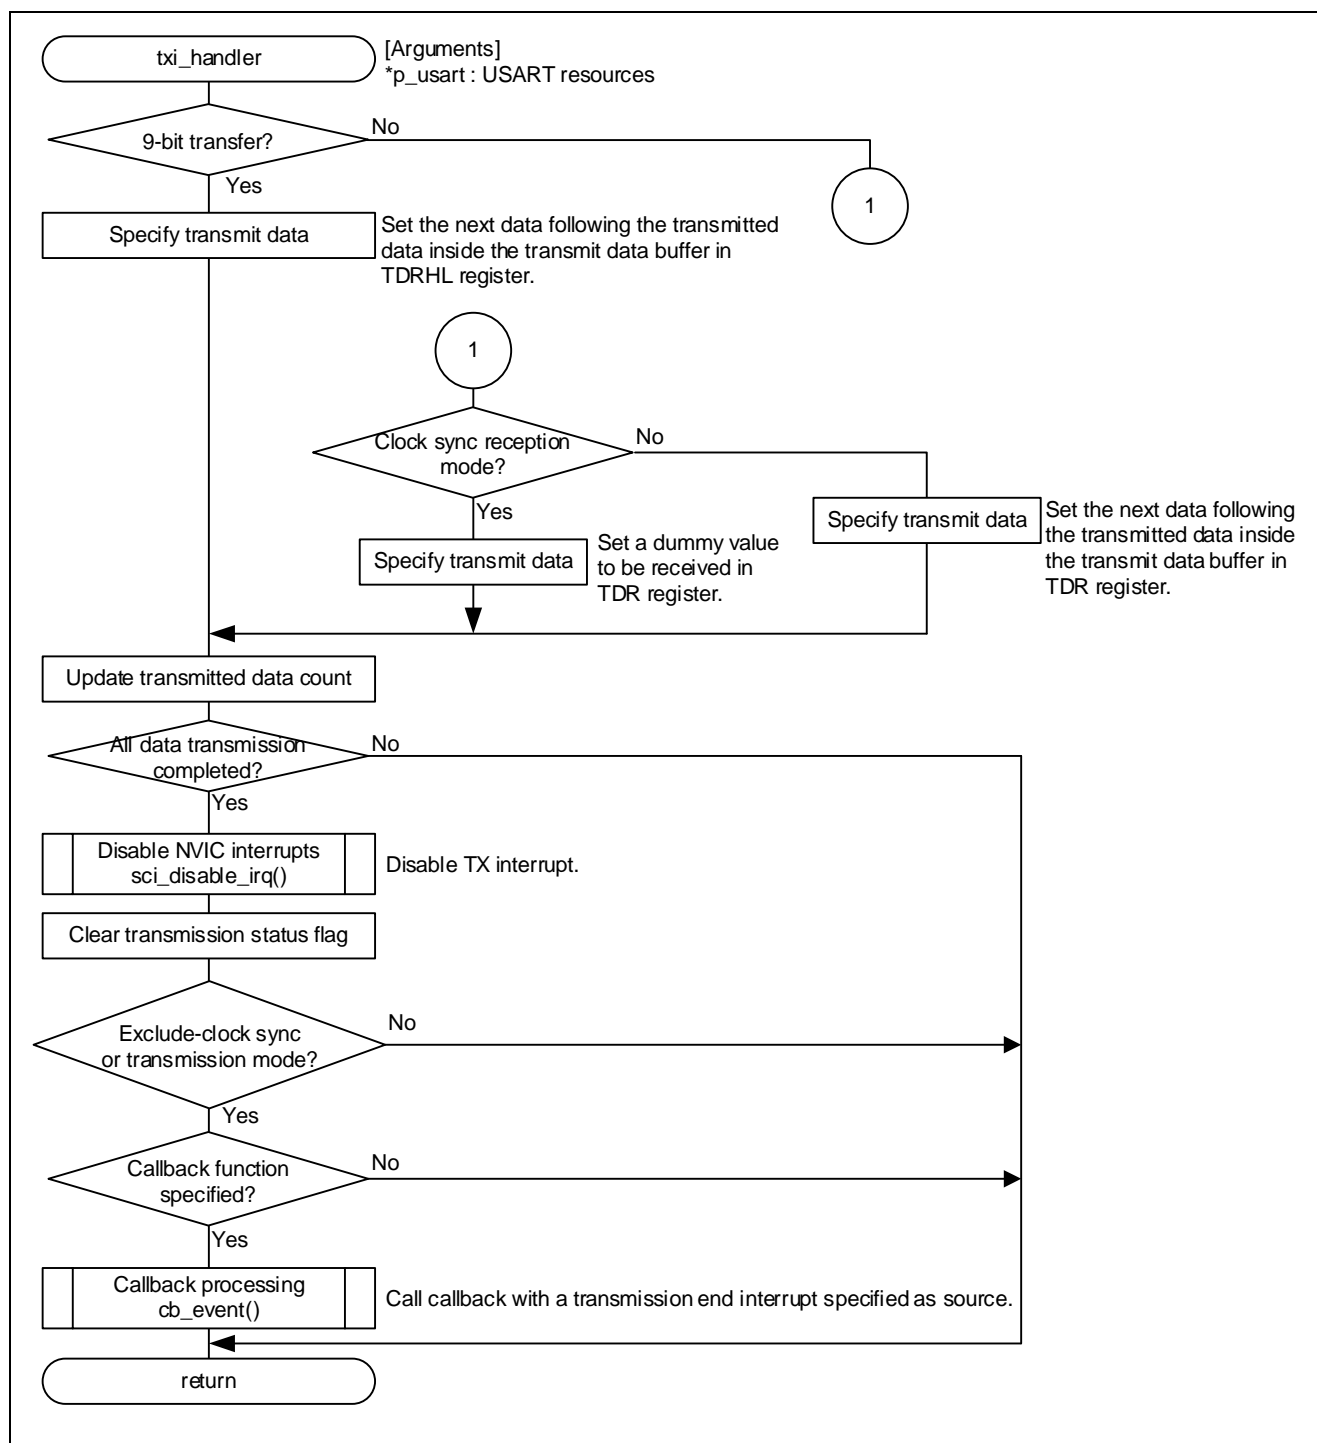 txi_handler
[Arguments]
*p_usart : USART resources
9-bit transfer?
No
Yes
1
Specify transmit data
Set the next data following the transmitted
data inside the transmit data buffer in
TDRHL register.
1
Clock sync reception
mode?
No
Yes
Specify transmit data
Set a dummy value
to be received in
TDR register.
Specify transmit data
Set the next data following
the transmitted data inside
the transmit data buffer in
TDR register.
Update transmitted data count
All data transmission
completed?
No
Yes
Disable NVIC interrupts
sci_disable_irq()
Disable TX interrupt.
Clear transmission status flag
Exclude-clock sync
or transmission mode?
No
Yes
Callback function
specified?
No
Yes
Callback processing
cb_event()
Call callback with a transmission end interrupt specified as source.
return